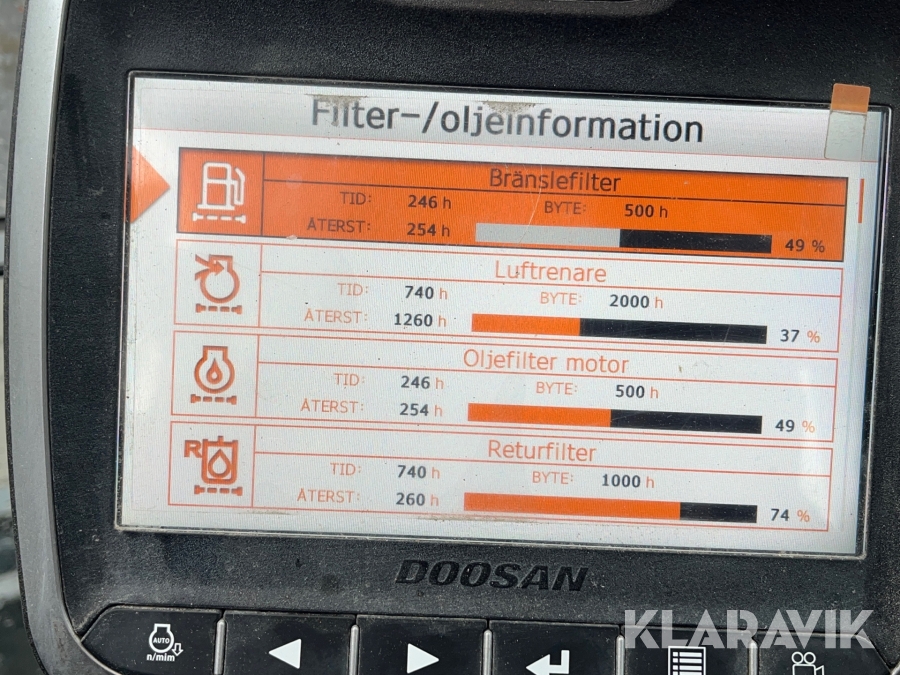 Filter-/oljeinformation
Bränslefilter
TID: 246 h BYTE: 500 h
ÅTERST: 254 h 49 %
Luftrenare
TID: 740 h BYTE: 2000 h
ÅTERST: 1260 h 37 %
Oljefilter motor
TID: 246 h BYTE: 500 h
ÅTERST: 254 h 49 %
Returfilter
R
TID: 740 h BYTE: 1000 h
ÅTERST: 260 h 74 %
DOOSAN
KLARAVIK
AUTO
n/mim